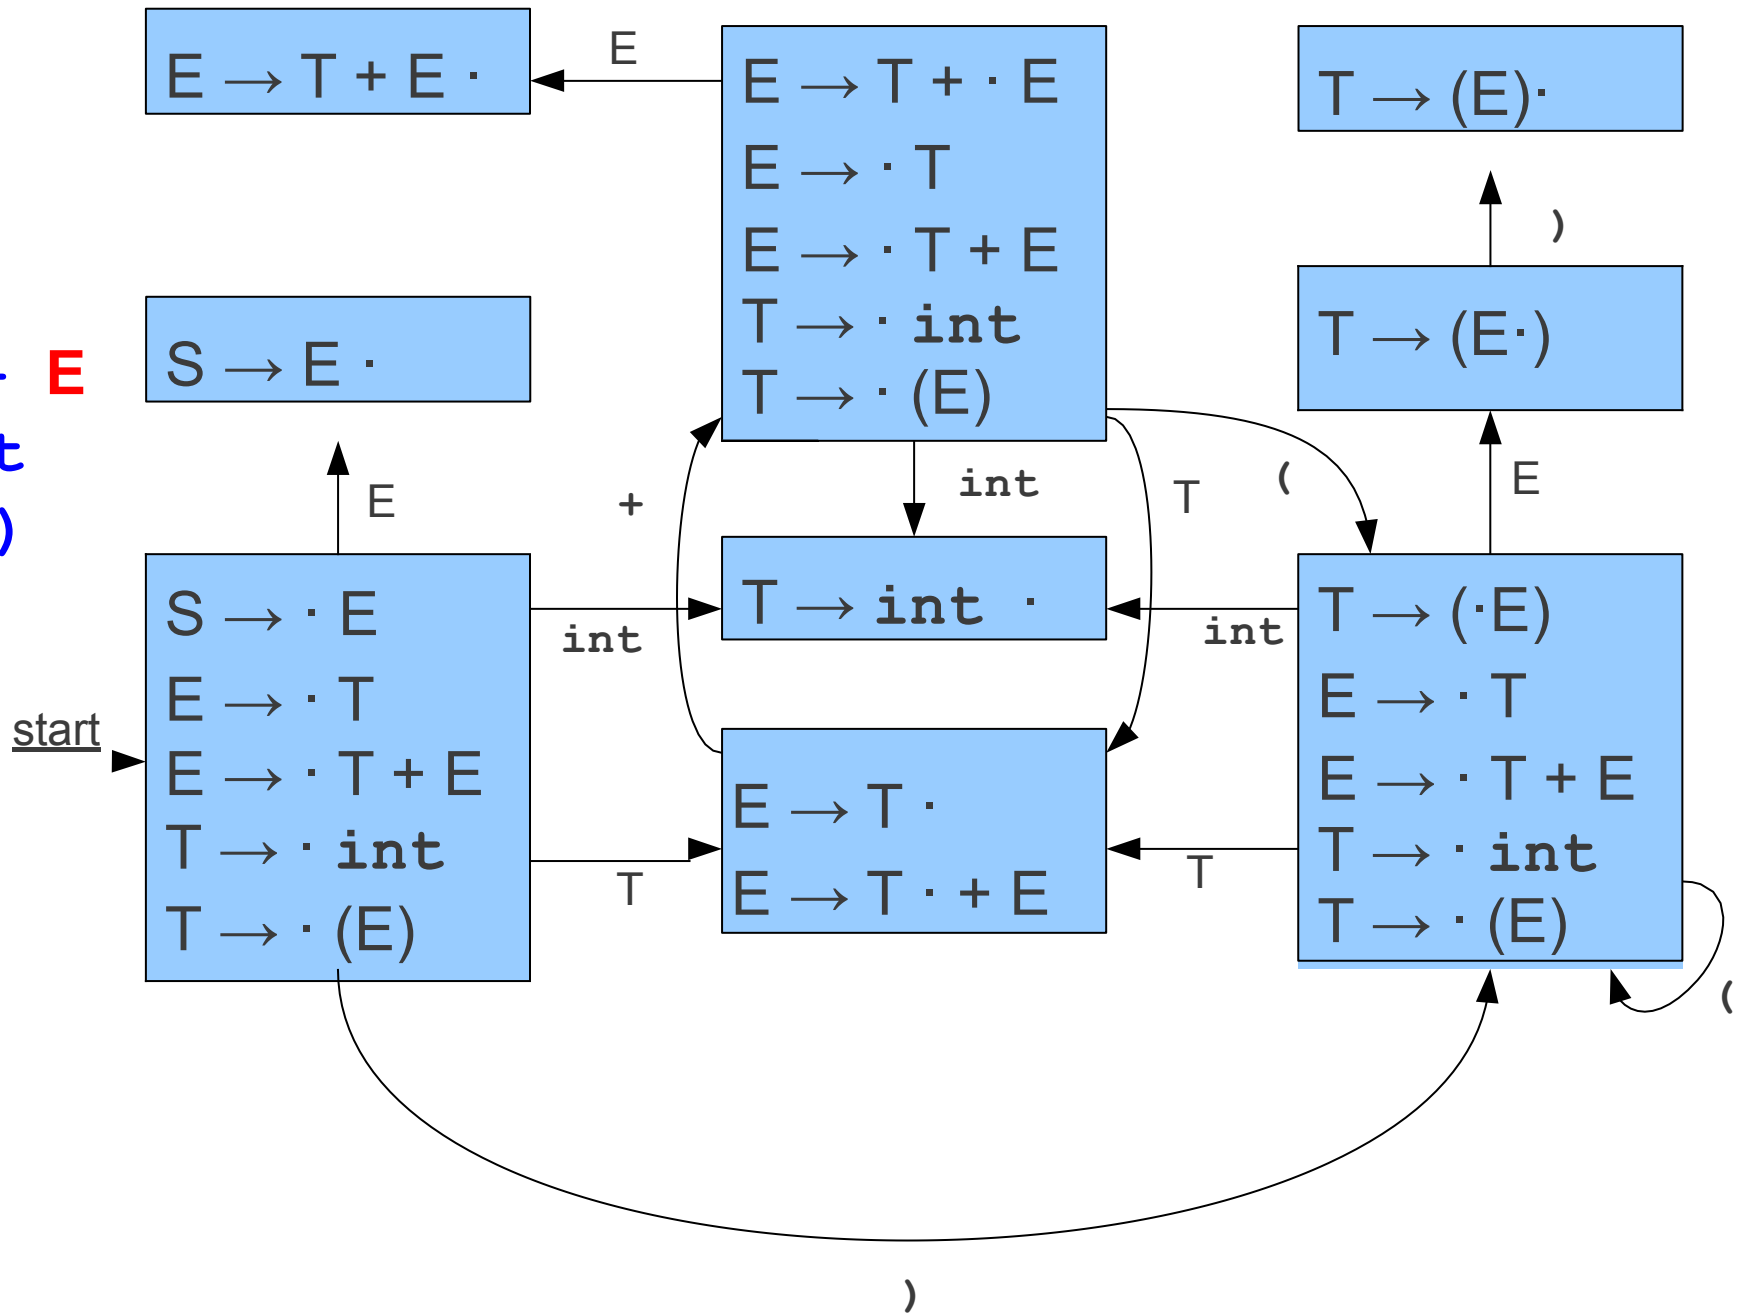 E → T + E ·
E
E → T + · E
E → · T
E → · T + E
T → · int
T → · (E)
T → (E)·
)
T → (E·)
S → E ·
E
t
)
E
+
int
T
(
E
start
S → · E
E → · T
E → · T + E
T → · int
T → · (E)
int
T → int ·
int
T
E → T ·
E → T · + E
T
T → (·E)
E → · T
E → · T + E
T → · int
T → · (E)
(
)